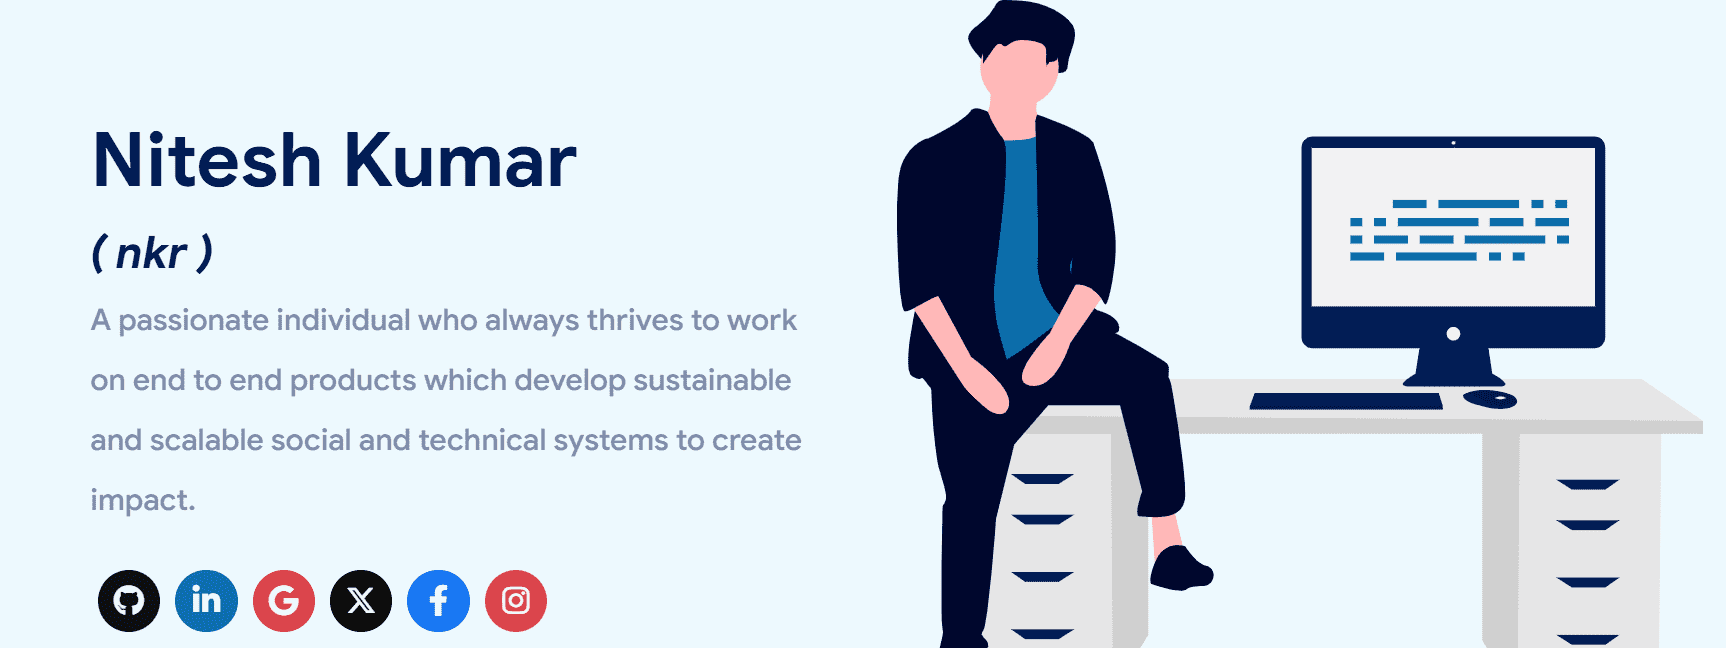 Nitesh Kumar
( nkr )
A passionate individual who always thrives to work
on end to end products which develop sustainable
and scalable social and technical systems to create
impact.